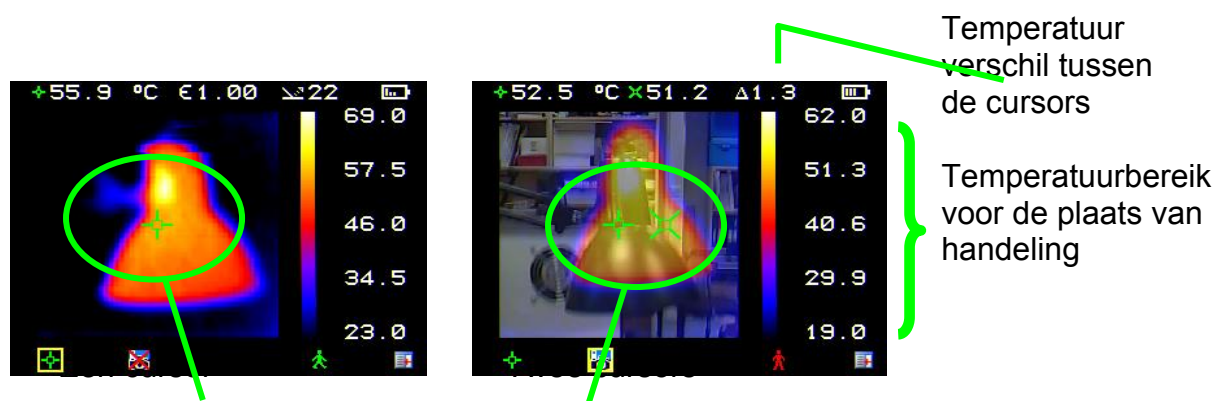 Temperatuur
verschil tussen
de cursors
55.9 °C €1.00 22
69.0
57.5
46.0
34.5
23.0
52.5 °C 51.2 Δ1.3
62.0
51.3
40.6
29.9
19.0
Temperatuurbereik
voor de plaats van
handeling